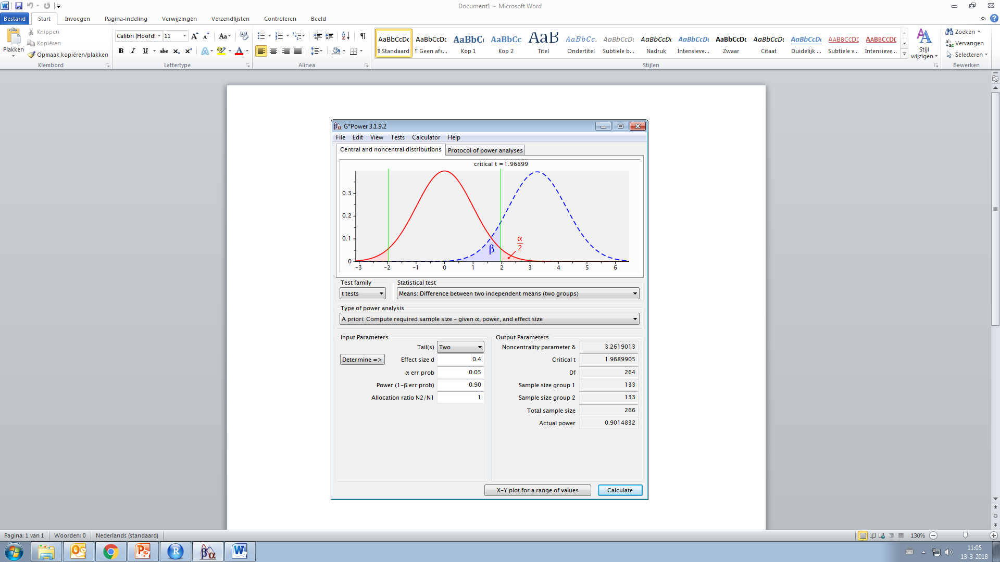 Document1 - Microsoft Word
Bestand Start Invoegen Pagina-indeling Verwijzingen Verzendlijsten Controleren Beeld
Plakken
Knippen
Kopiëren
Opmaak kopiëren/plakken
Klembord
Calibri (Hoofdt 11
B I U abc x₂ x²
Lettertype
Alinea
AaBbCcDc AaBbCcDc AaBbC AaBbCc AaB AaBbCc. AaBbCcDc AaBbCcDc AaBbCcDc AaBbCcDc AaBbCcDc AaBbCcDc AABBCCDC AABBCCDC
¶ Standaard ¶ Geen afs... Kop 1 Kop 2 Titel Ondertitel Subtiele b... Nadruk Intensieve... Zwaar Citaat Duidelijk ... Subtiele v... Intensieve...
Stijlen
Stijl
wijzigen
Zoeken
Vervangen
Selecteren
Bewerken
G*Power 3.1.9.2
File Edit View Tests Calculator Help
Central and noncentral distributions Protocol of power analyses
critical t = 1.96899
0.3
0.2
0.1
0
β
α
2
-3 -2 -1 0 1 2 3 4 5 6
Test family Statistical test
t tests Means: Difference between two independent means (two groups)
Type of power analysis
A priori: Compute required sample size - given α, power, and effect size
Input Parameters
Tail(s) Two
Determine => Effect size d 0.4
α err prob 0.05
Power (1-β err prob) 0.90
Allocation ratio N2/N1 1
Output Parameters
Noncentrality parameter δ 3.2619013
Critical t 1.9689905
Df 264
Sample size group 1 133
Sample size group 2 133
Total sample size 266
Actual power 0.9014832
X-Y plot for a range of values Calculate
Pagina: 1 van 1 Woorden: 0 Nederlands (standaard) 130%
11:05
13-3-2018